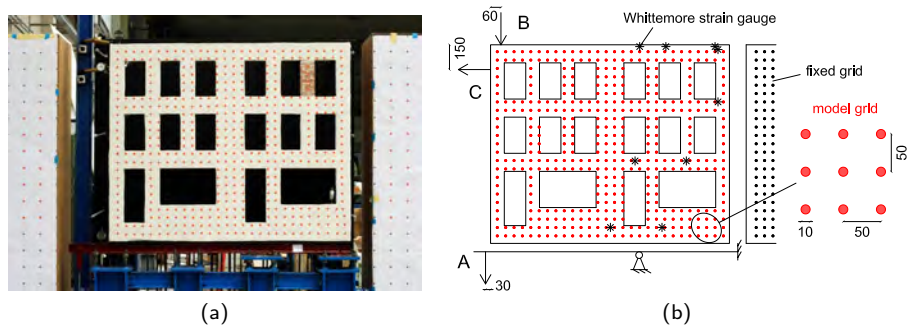 60
B
Whittemore strain gauge
150
C
fixed grid
model grid
50
10
50
A
30
(a)
(b)